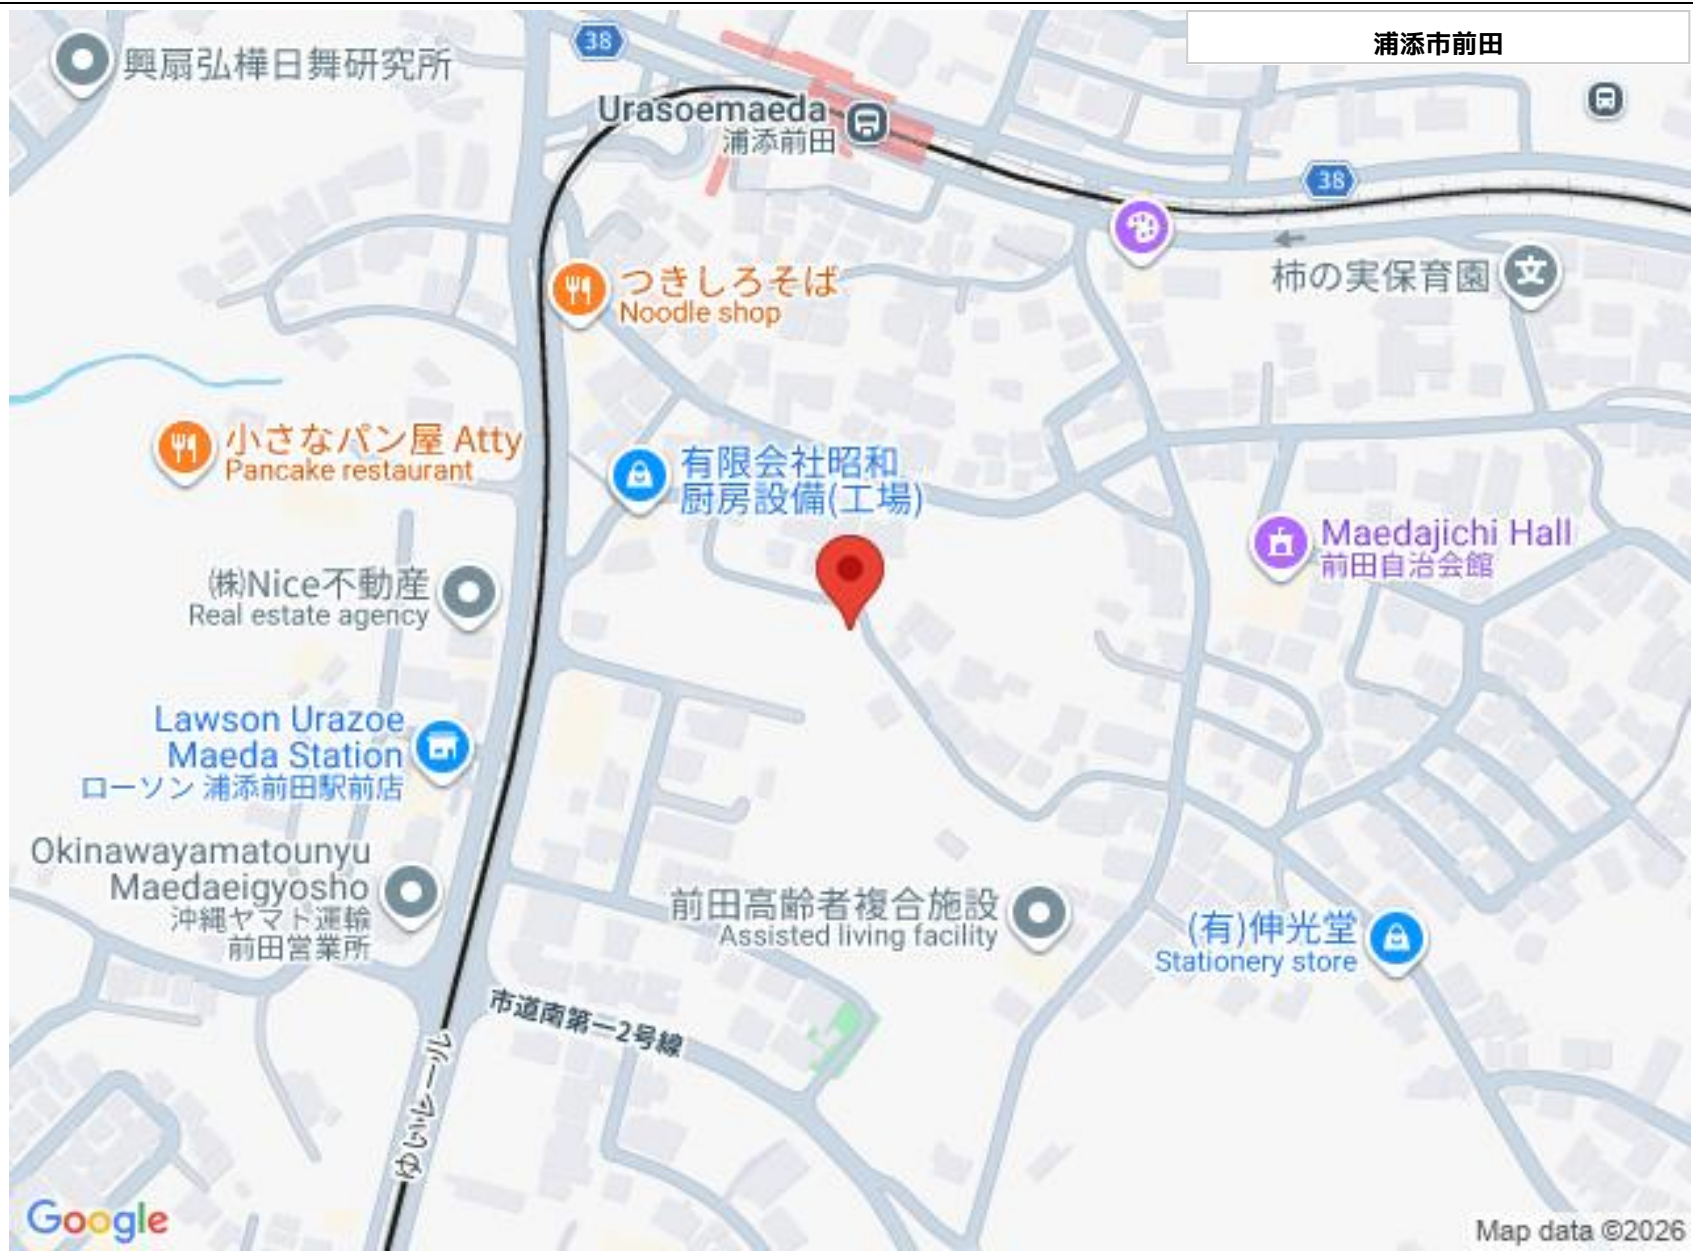 浦添市前田
38
興扇弘樺日舞研究所
Urasoemaeda
浦添前田
38
つきしろそば
Noodle shop
柿の実保育園
小さなパン屋 Atty
Pancake restaurant
有限会社昭和
厨房設備(工場)
Maedajichi Hall
前田自治会館
㈱Nice不動産
Real estate agency
Lawson Urazoe
Maeda Station
ローソン 浦添前田駅前店
Okinawayamatounyu
Maedaeigyosho
沖縄ヤマト運輸
前田営業所
前田高齢者複合施設
Assisted living facility
(有)伸光堂
Stationery store
市道南第一2号線
ゆいレール
Google
Map data ©2026